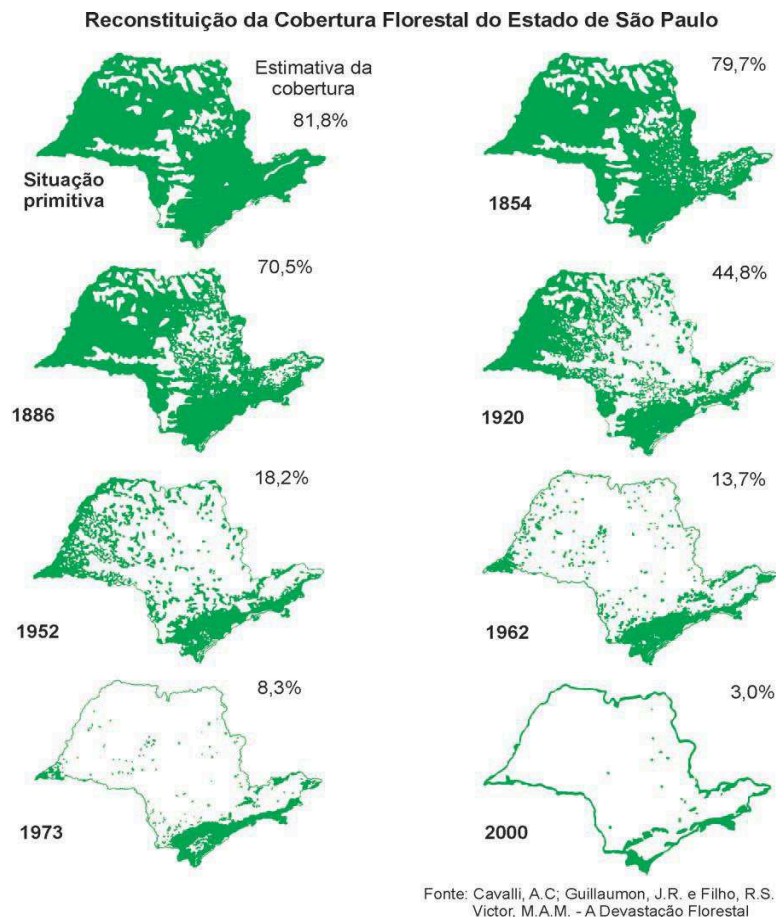 Reconstituição da Cobertura Florestal do Estado de São Paulo
Estimativa da
cobertura
81,8%
Situação
primitiva
79,7%
1854
70,5%
1886
44,8%
1920
18,2%
1952
13,7%
1962
8,3%
1973
3,0%
2000
Fonte: Cavalli, A.C; Guillaumon, J.R. e Filho, R.S.
Victor, M.A.M. - A Devastação Florestal